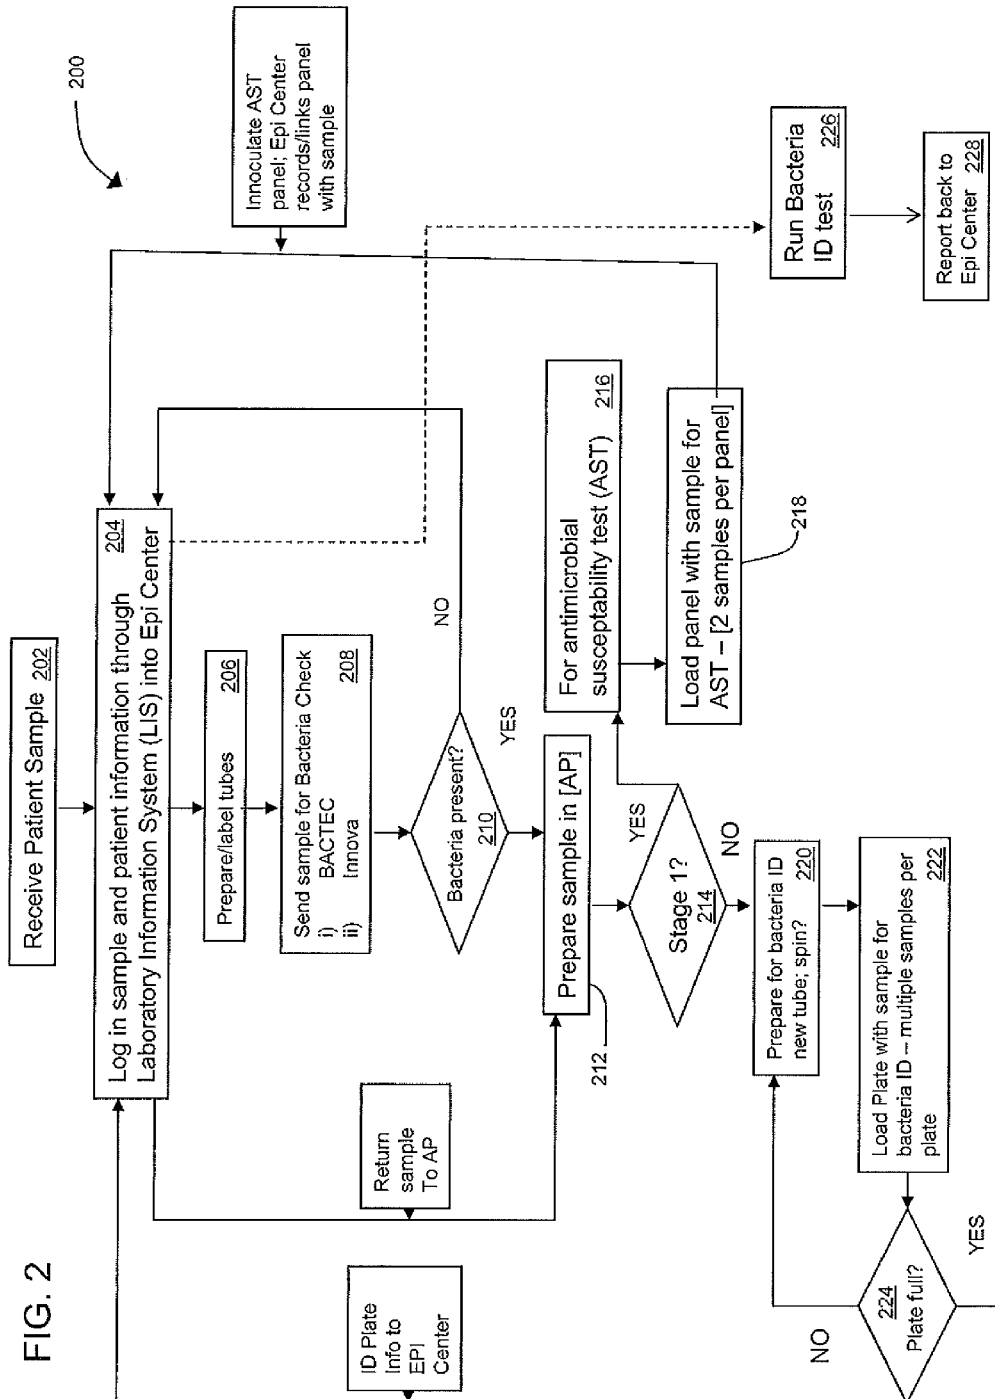 FIG. 2
200
Receive Patient Sample 202
Log in sample and patient information through 204
Laboratory Information System (LIS) into Epi Center
Prepare/label tubes 206
Send sample for Bacteria Check
i) BACTEC
ii) Innova 208
Bacteria present?
210
NO
YES
Innoculate AST
panel; Epi Center
records/links panel
with sample
Return
sample
To AP
ID Plate
Info to
EPI
Center
Prepare sample in [AP]
212
Stage 1?
214
YES
NO
For antimicrobial
susceptability test (AST) 216
Load panel with sample for
AST – [2 samples per panel]
218
Prepare for bacteria ID
new tube; spin? 220
Load Plate with sample for
bacteria ID – multiple samples per
plate 222
224
Plate full?
NO
YES
Run Bacteria
ID test 226
Report back to
Epi Center 228